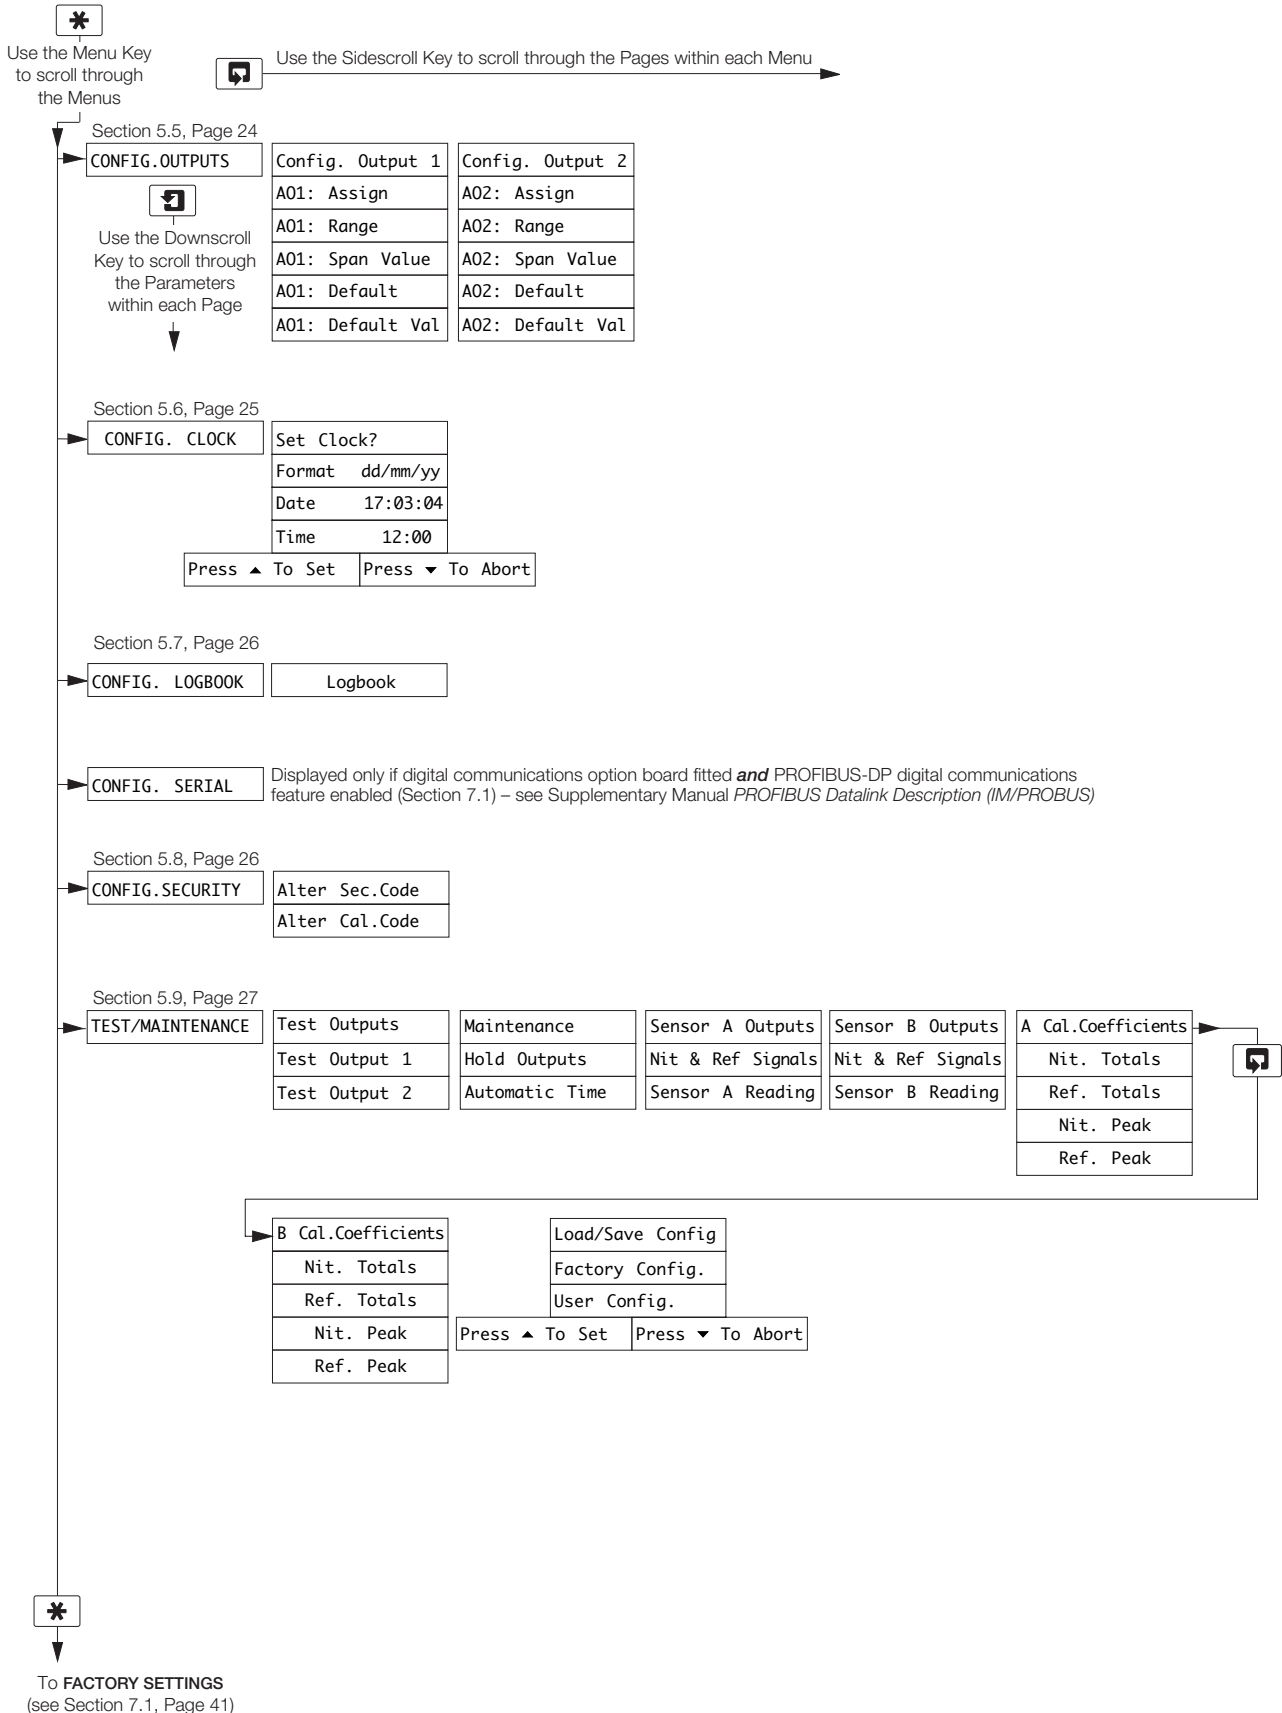 Use the Menu Key
to scroll through
the Menus
Use the Sidescroll Key to scroll through the Pages within each Menu
Section 5.5, Page 24
CONFIG.OUTPUTS
Use the Downscroll
Key to scroll through
the Parameters
within each Page
Config. Output 1
AO1: Assign
AO1: Range
AO1: Span Value
AO1: Default
AO1: Default Val
Config. Output 2
AO2: Assign
AO2: Range
AO2: Span Value
AO2: Default
AO2: Default Val
Section 5.6, Page 25
CONFIG. CLOCK
Set Clock?
Format dd/mm/yy
Date 17:03:04
Time 12:00
Press ▲ To Set
Press ▼ To Abort
Section 5.7, Page 26
CONFIG. LOGBOOK
Logbook
CONFIG. SERIAL
Displayed only if digital communications option board fitted and PROFIBUS-DP digital communications
feature enabled (Section 7.1) – see Supplementary Manual PROFIBUS Datalink Description (IM/PROBUS)
Section 5.8, Page 26
CONFIG.SECURITY
Alter Sec.Code
Alter Cal.Code
Section 5.9, Page 27
TEST/MAINTENANCE
Test Outputs
Test Output 1
Test Output 2
Maintenance
Hold Outputs
Automatic Time
Sensor A Outputs
Nit & Ref Signals
Sensor A Reading
Sensor B Outputs
Nit & Ref Signals
Sensor B Reading
A Cal.Coefficients
Nit. Totals
Ref. Totals
Nit. Peak
Ref. Peak
B Cal.Coefficients
Nit. Totals
Ref. Totals
Nit. Peak
Ref. Peak
Load/Save Config
Factory Config.
User Config.
Press ▲ To Set
Press ▼ To Abort
To FACTORY SETTINGS
(see Section 7.1, Page 41)